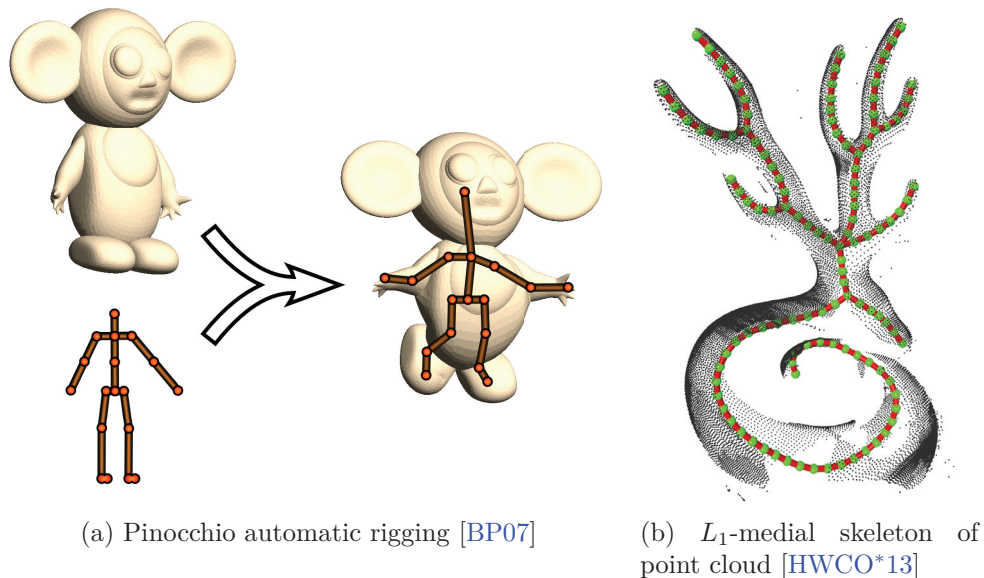 (a) Pinocchio automatic rigging [BP07]
(b) L₁-medial skeleton of
point cloud [HWCO*13]